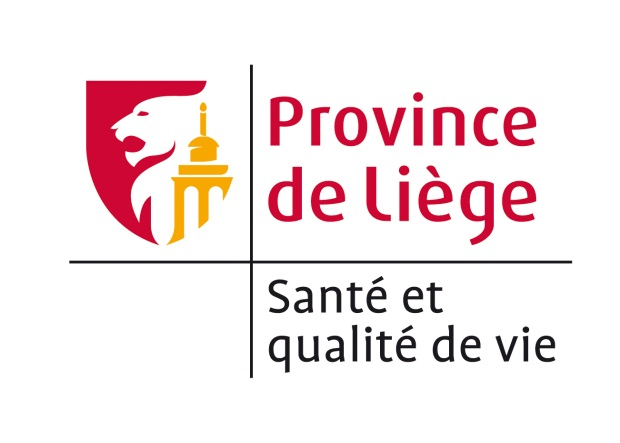 Province
de Liège
Santé et
qualité de vie